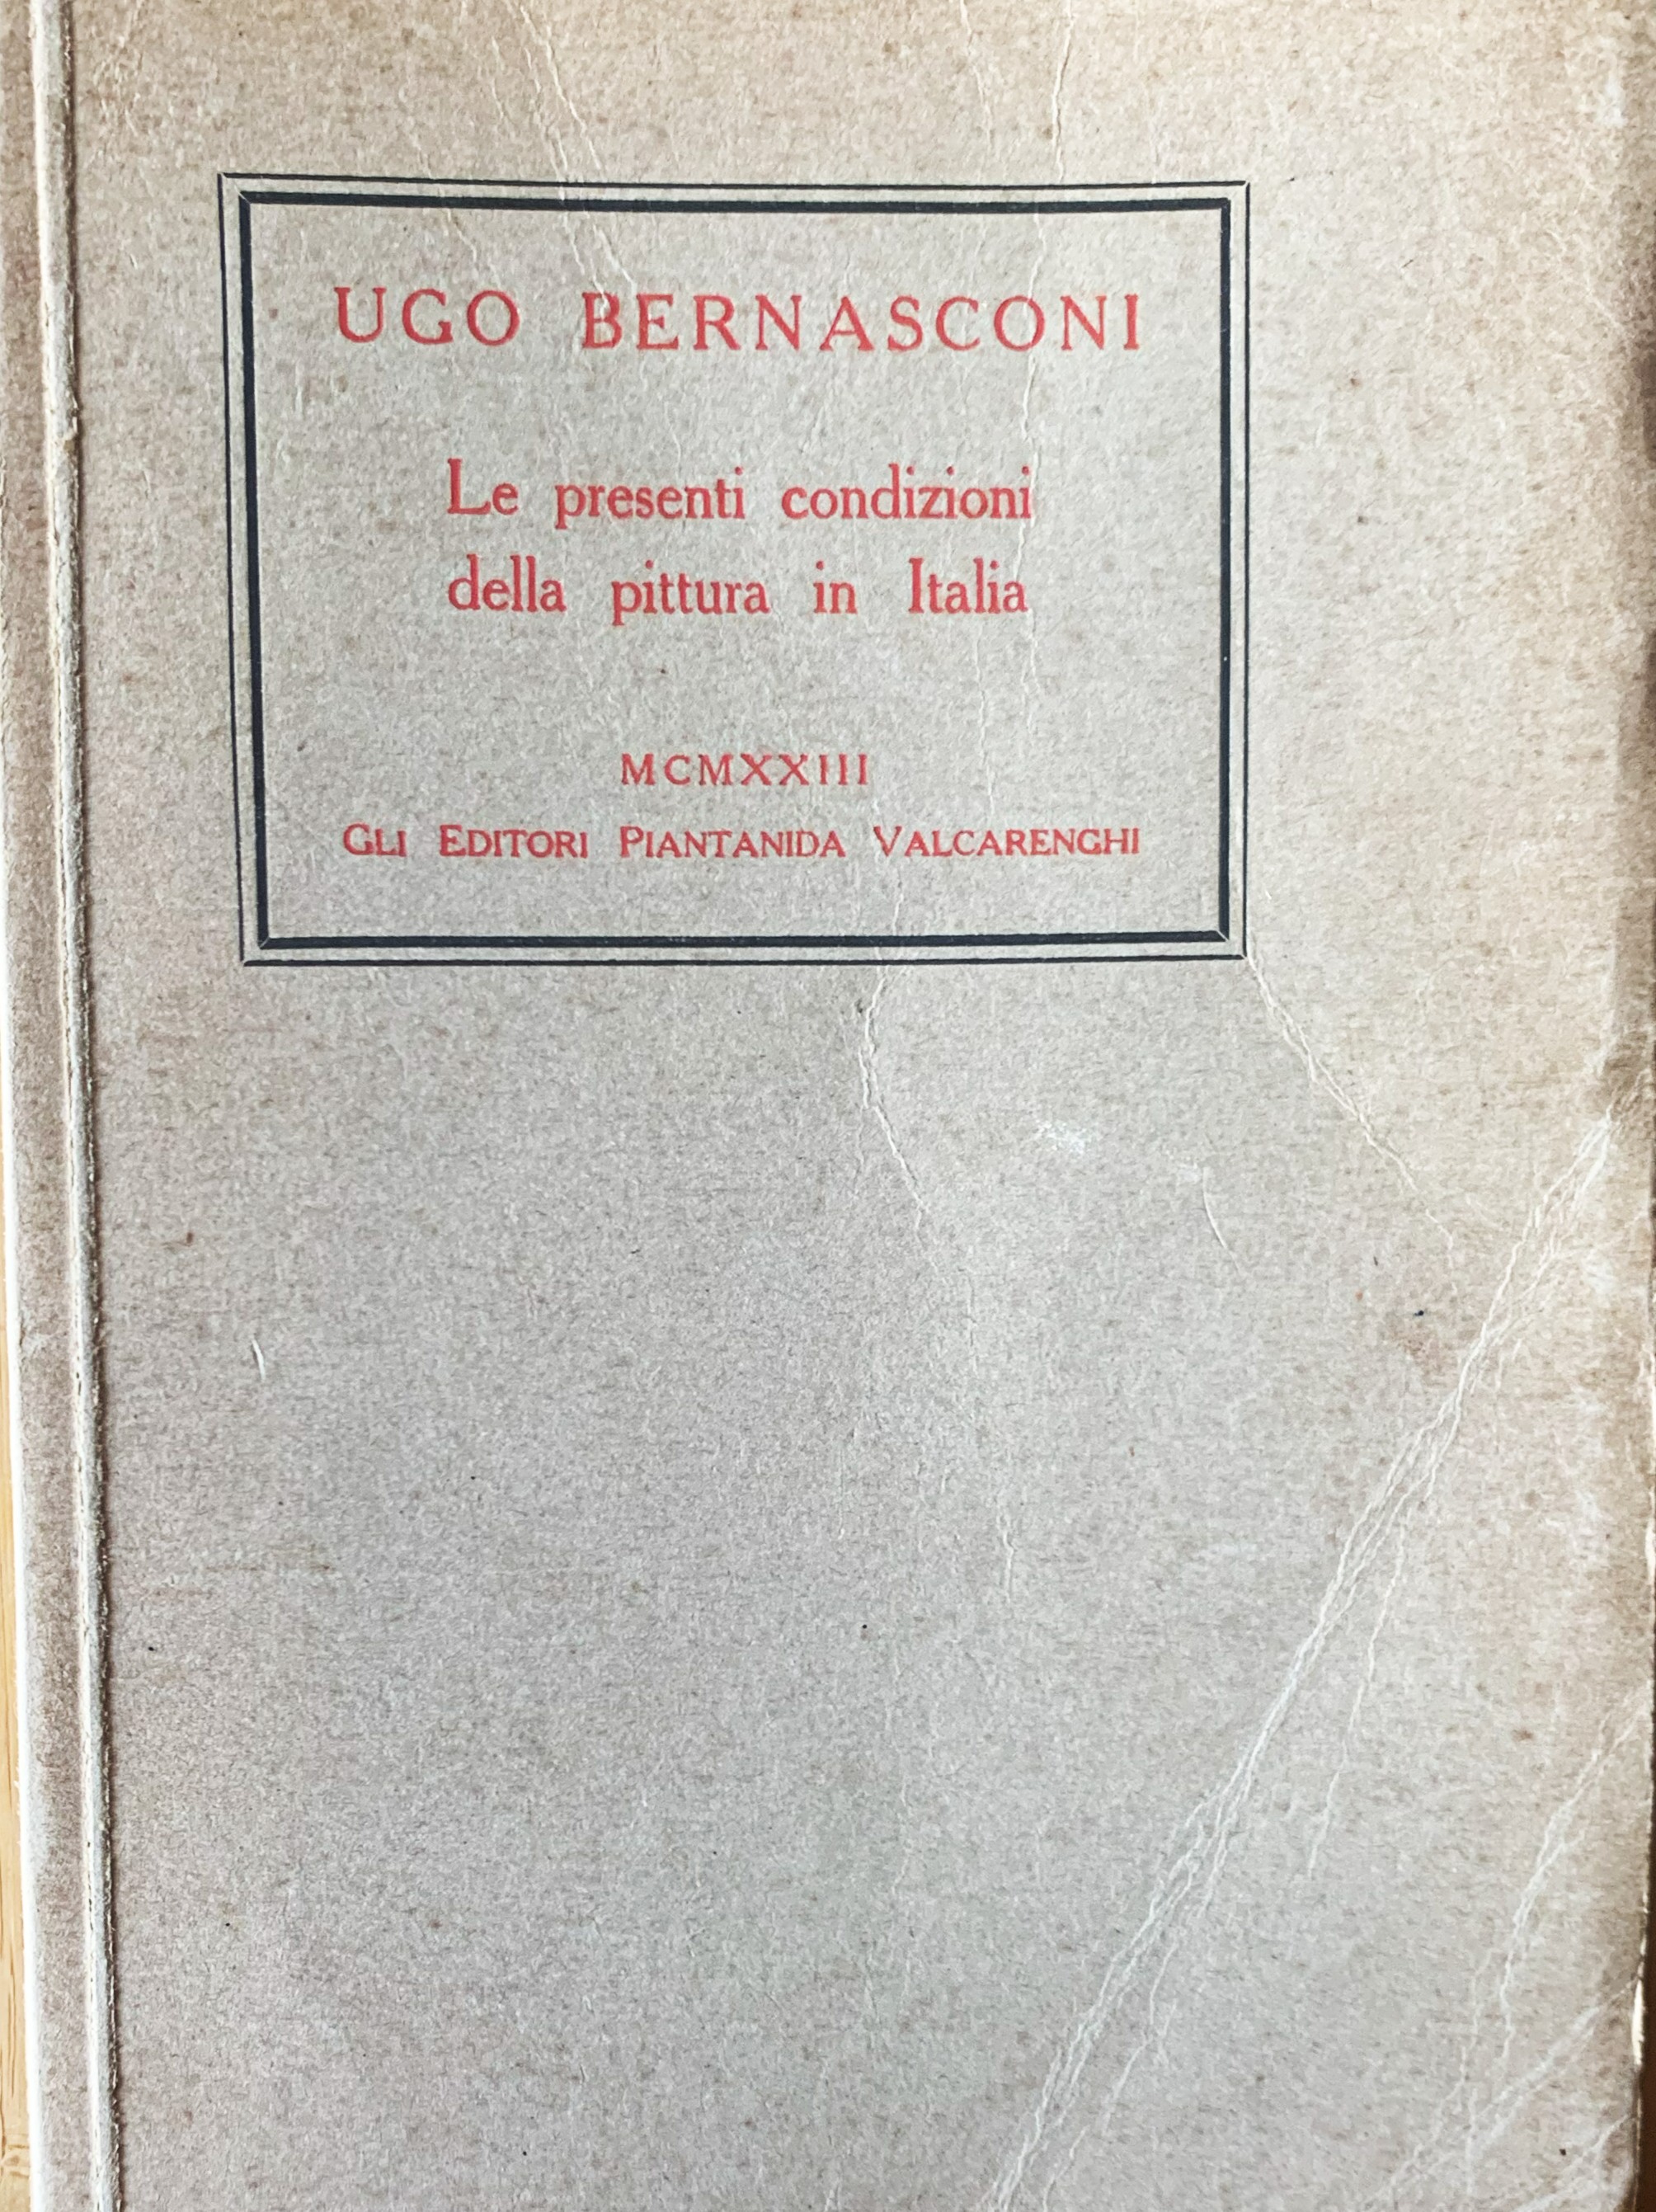 UGO BERNASCONI
Le presenti condizioni
della pittura in Italia
MCMXXIII
GLI EDITORI PIANTANIDA VALCARENGHI